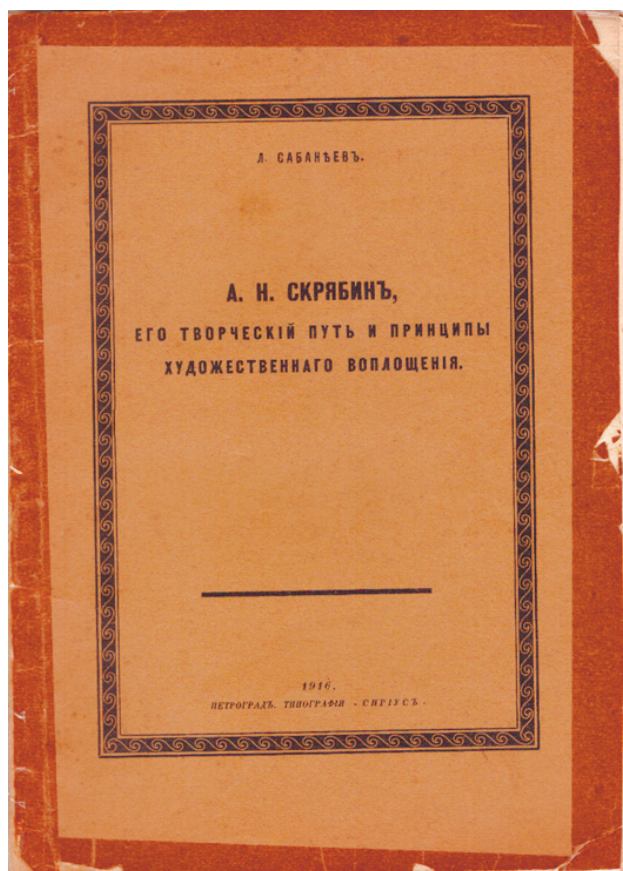 Л. САБАНѢЕВЪ.
А. Н. СКРЯБИНЪ,
ЕГО ТВОРЧЕСКІЙ ПУТЬ И ПРИНЦИПЫ
ХУДОЖЕСТВЕННАГО ВОПЛОЩЕНІЯ.
1916.
ПЕТРОГРАДЪ. ТИПОГРАФІЯ «СИРІУСЪ».